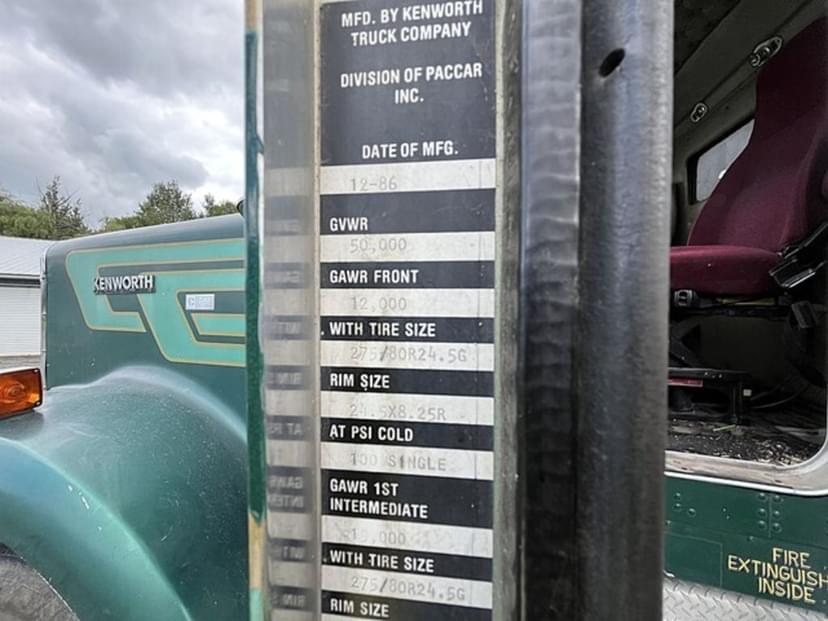 MFD. BY KENWORTH
TRUCK COMPANY
DIVISION OF PACCAR
INC.
DATE OF MFG.
12-86
GVWR
50,000
GAWR FRONT
12,000
WITH TIRE SIZE
275/80R24.5G
RIM SIZE
24.5X8.25R
AT PSI COLD
100 SINGLE
GAWR 1ST
INTERMEDIATE
WITH TIRE SIZE
275/80R24.5G
RIM SIZE
KENWORTH
FIRE
EXTINGUISH
INSIDE